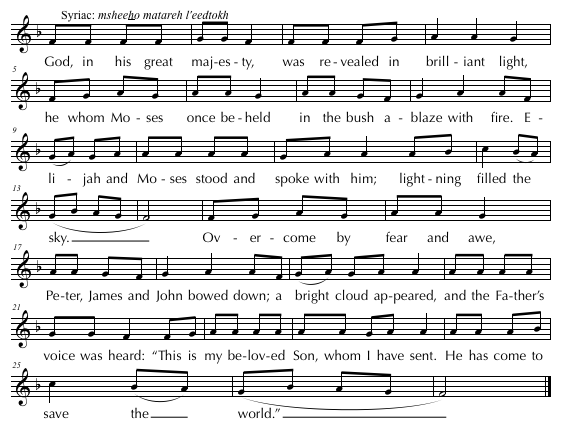 Syriac: msheeho matareh l'eedtokh
God, in his great maj-es-ty, was re-vealed in brill-iant light,
5
he whom Mo-ses once be-held in the bush a-blaze with fire. E-
9
li-jah and Mo-ses stood and spoke with him; light-ning filled the
13
sky. Ov-er-come by fear and awe,
17
Pe-ter, James and John bowed down; a bright cloud ap-peared, and the Fa-ther's
21
voice was heard: "This is my be-lov-ed Son, whom I have sent. He has come to
25
save the world."